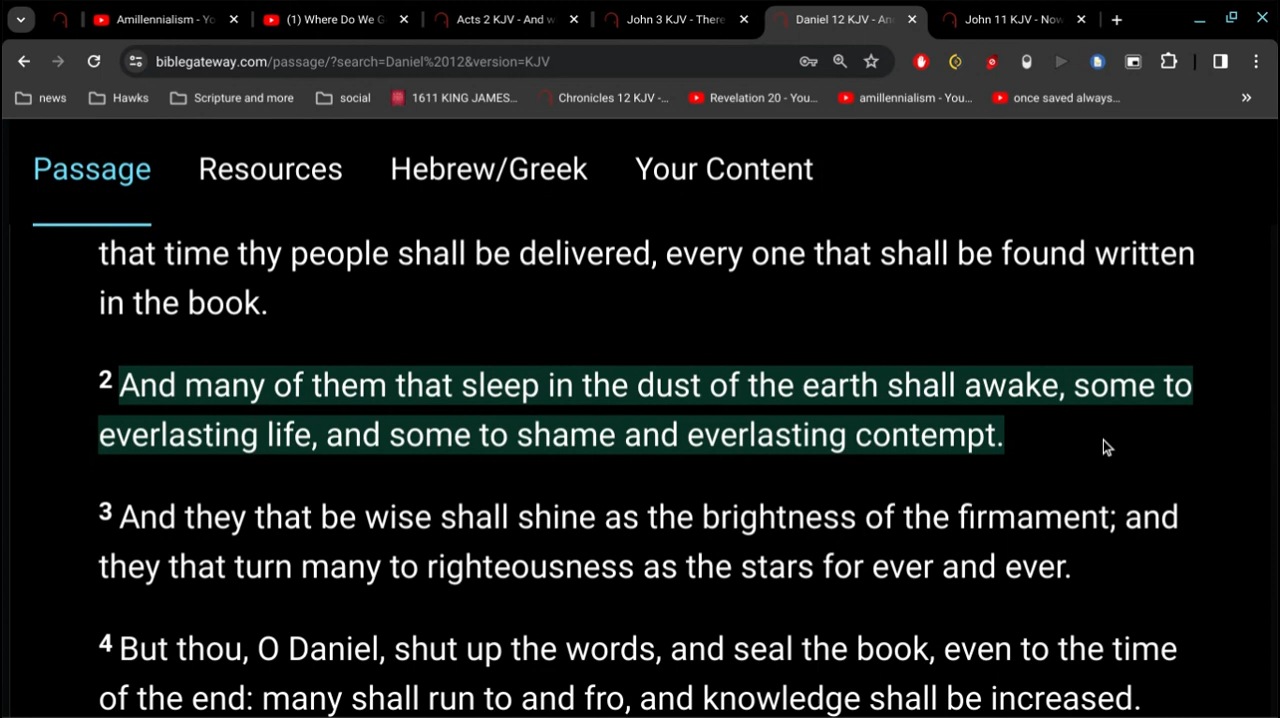 Amillennialism - Yo
(1) Where Do We G
Acts 2 KJV - And w
John 3 KJV - There
Daniel 12 KJV - An
John 11 KJV - Now
biblegateway.com/passage/?search=Daniel%2012&version=KJV
news
Hawks
Scripture and more
social
1611 KING JAMES...
Chronicles 12 KJV -...
Revelation 20 - You...
amillennialism - You...
once saved always...
Passage
Resources
Hebrew/Greek
Your Content
that time thy people shall be delivered, every one that shall be found written
in the book.
2 And many of them that sleep in the dust of the earth shall awake, some to
everlasting life, and some to shame and everlasting contempt.
3 And they that be wise shall shine as the brightness of the firmament; and
they that turn many to righteousness as the stars for ever and ever.
4 But thou, O Daniel, shut up the words, and seal the book, even to the time
of the end: many shall run to and fro, and knowledge shall be increased.